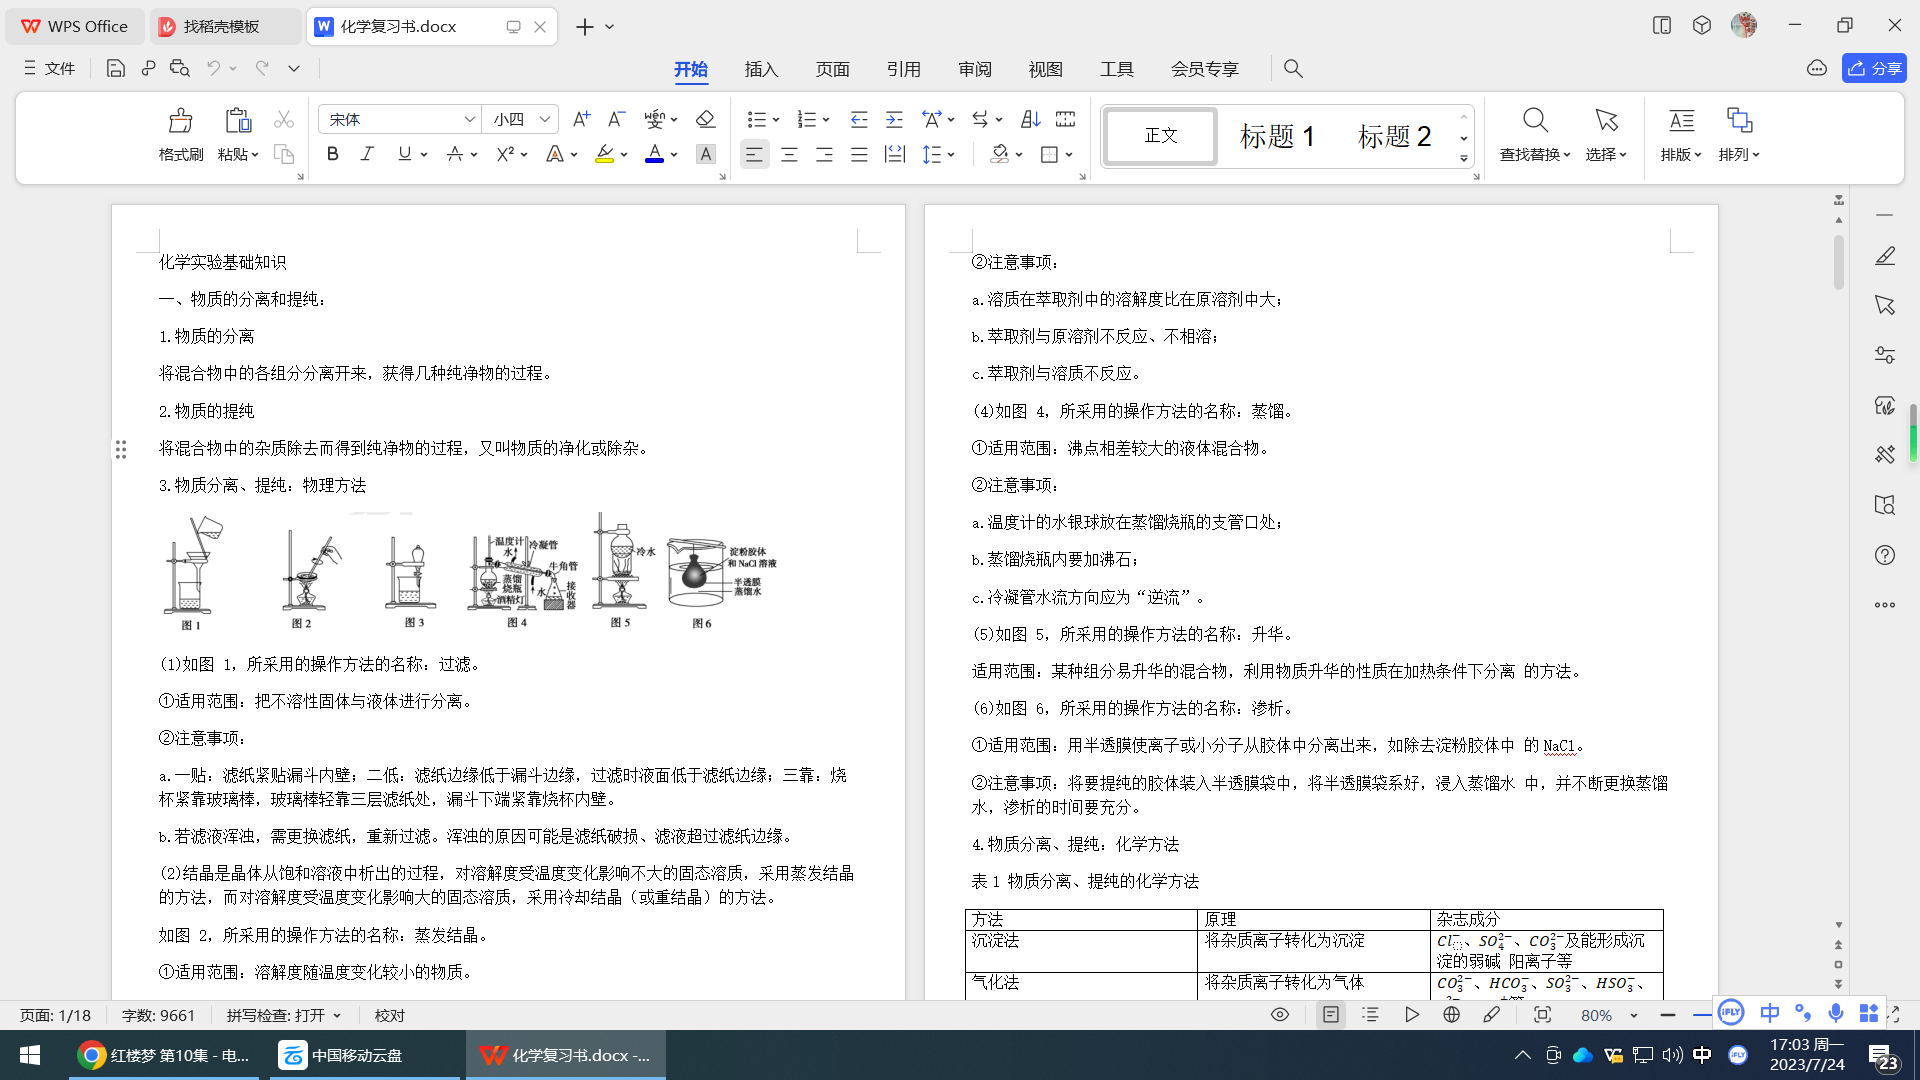 WPS Office
找稻壳模板
化学复习书.docx
文件
开始
插入
页面
引用
审阅
视图
工具
会员专享
分享
格式刷
粘贴
宋体
小四
正文
标题 1
标题 2
查找替换
选择
排版
排列
化学实验基础知识
一、物质的分离和提纯：
1.物质的分离
将混合物中的各组分分离开来，获得几种纯净物的过程。
2.物质的提纯
将混合物中的杂质除去而得到纯净物的过程，又叫物质的净化或除杂。
3.物质分离、提纯：物理方法
温度计
水
冷凝管
牛角管
蒸馏烧瓶
酒精灯
水
接收器
冷水
淀粉胶体
和 NaCl 溶液
半透膜
蒸馏水
图 1
图 2
图 3
图 4
图 5
图 6
(1)如图 1，所采用的操作方法的名称：过滤。
①适用范围：把不溶性固体与液体进行分离。
②注意事项：
a.一贴：滤纸紧贴漏斗内壁；二低：滤纸边缘低于漏斗边缘，过滤时液面低于滤纸边缘；三靠：烧
杯紧靠玻璃棒，玻璃棒轻靠三层滤纸处，漏斗下端紧靠烧杯内壁。
b.若滤液浑浊，需更换滤纸，重新过滤。浑浊的原因可能是滤纸破损、滤液超过滤纸边缘。
(2)结晶是晶体从饱和溶液中析出的过程，对溶解度受温度变化影响不大的固态溶质，采用蒸发结晶
的方法，而对溶解度受温度变化影响大的固态溶质，采用冷却结晶（或重结晶）的方法。
如图 2，所采用的操作方法的名称：蒸发结晶。
①适用范围：溶解度随温度变化较小的物质。
②注意事项：
a.溶质在萃取剂中的溶解度比在原溶剂中大；
b.萃取剂与原溶剂不反应、不相溶；
c.萃取剂与溶质不反应。
(4)如图 4，所采用的操作方法的名称：蒸馏。
①适用范围：沸点相差较大的液体混合物。
②注意事项：
a.温度计的水银球放在蒸馏烧瓶的支管口处；
b.蒸馏烧瓶内要加沸石；
c.冷凝管水流方向应为“逆流”。
(5)如图 5，所采用的操作方法的名称：升华。
适用范围：某种组分易升华的混合物，利用物质升华的性质在加热条件下分离 的方法。
(6)如图 6，所采用的操作方法的名称：渗析。
①适用范围：用半透膜使离子或小分子从胶体中分离出来，如除去淀粉胶体中 的NaCl。
②注意事项：将要提纯的胶体装入半透膜袋中，将半透膜袋系好，浸入蒸馏水 中，并不断更换蒸馏
水，渗析的时间要充分。
4.物质分离、提纯：化学方法
表1 物质分离、提纯的化学方法
方法 原理 杂志成分
沉淀法 将杂质离子转化为沉淀 Cl⁻、SO₄²⁻、CO₃²⁻及能形成沉
淀的弱碱 阳离子等
气化法 将杂质离子转化为气体 CO₃²⁻、HCO₃⁻、SO₃²⁻、HSO₃⁻、
页面: 1/18
字数: 9661
拼写检查: 打开
校对
80%
iFLY
中
红楼梦 第10集 - 电...
中国移动云盘
化学复习书.docx -...
中
iFLY
17:03 周一
2023/7/24
23